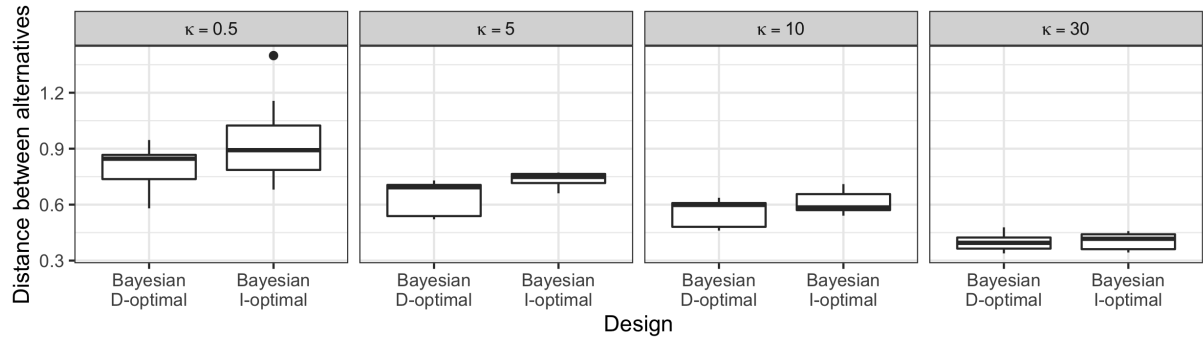 κ = 0.5
κ = 5
κ = 10
κ = 30
Distance between alternatives
1.2
0.9
0.6
0.3
Bayesian
D-optimal
Bayesian
I-optimal
Bayesian
D-optimal
Bayesian
I-optimal
Bayesian
D-optimal
Bayesian
I-optimal
Bayesian
D-optimal
Bayesian
I-optimal
Design